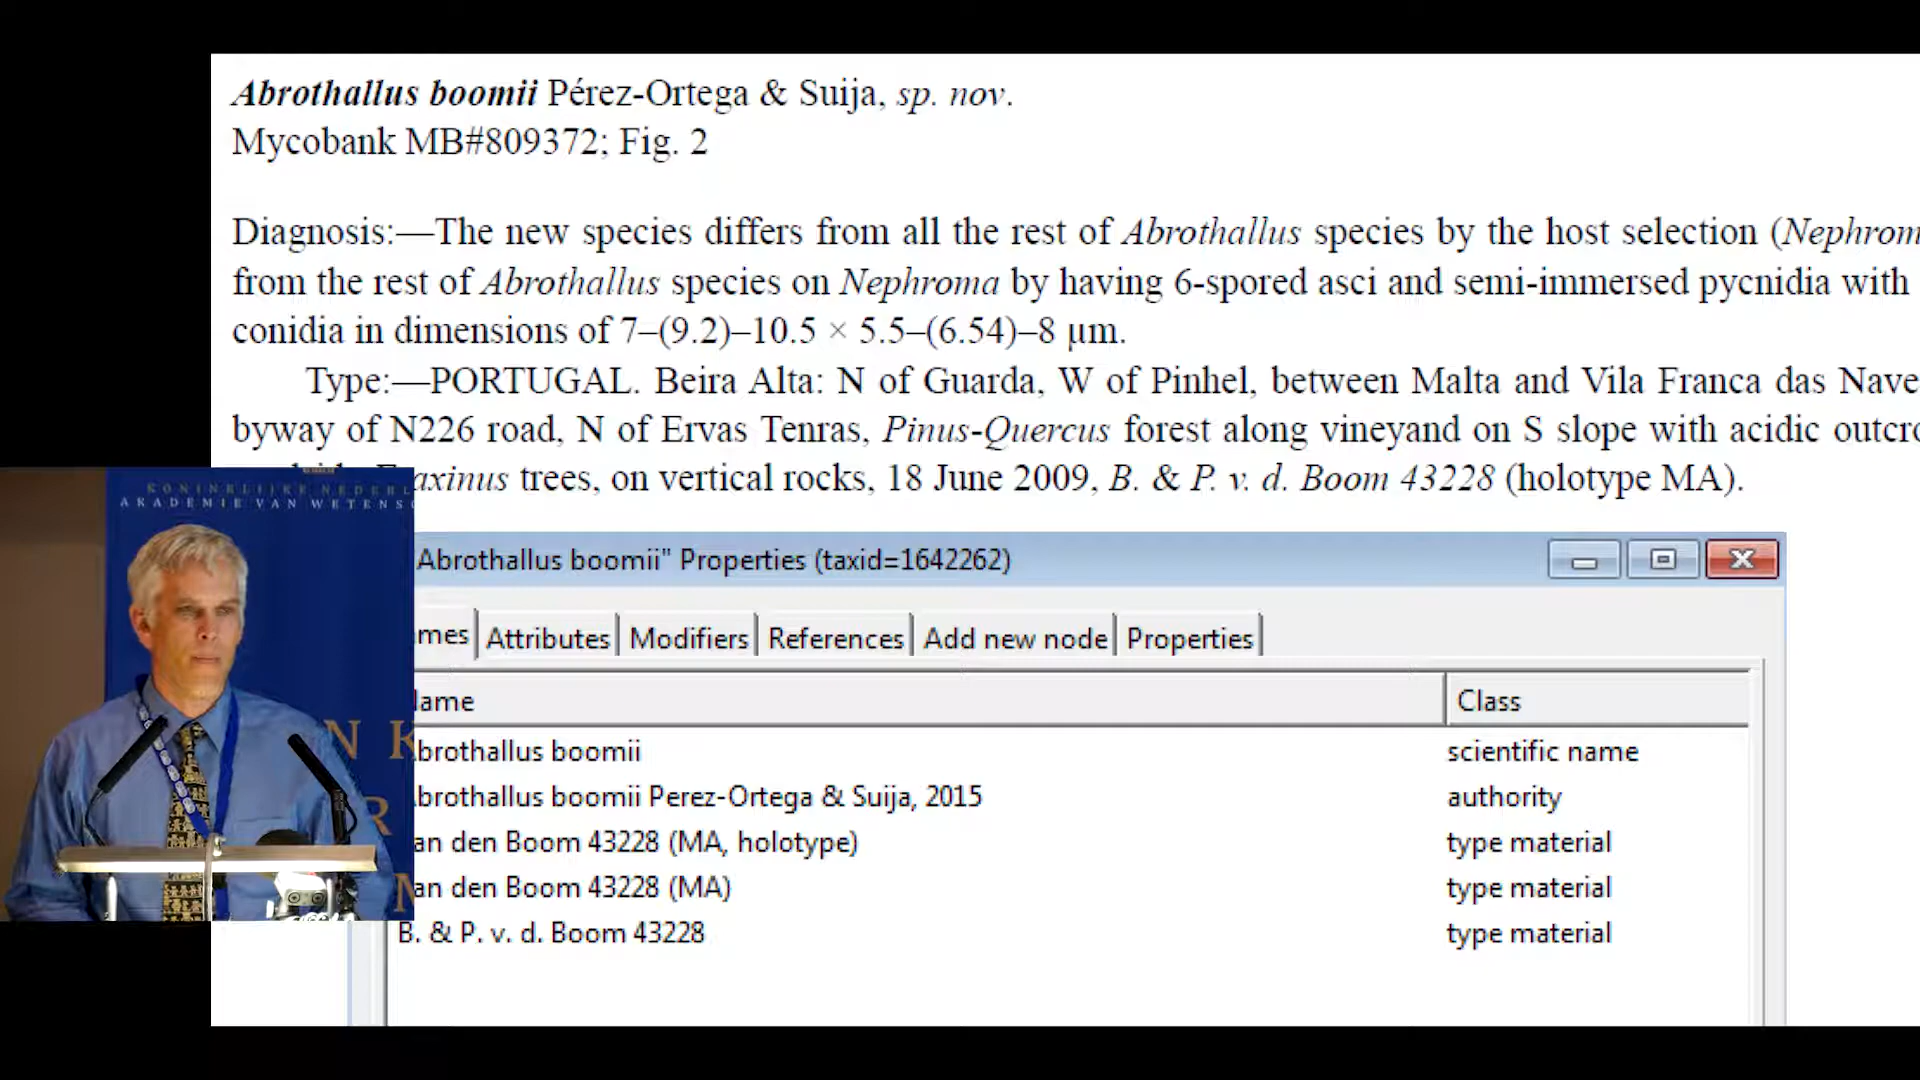 Abrothallus boomii Pérez-Ortega & Suija, sp. nov.
Mycobank MB#809372; Fig. 2
Diagnosis:—The new species differs from all the rest of Abrothallus species by the host selection (Nephrom
from the rest of Abrothallus species on Nephroma by having 6-spored asci and semi-immersed pycnidia with
conidia in dimensions of 7–(9.2)–10.5 × 5.5–(6.54)–8 µm.
Type:—PORTUGAL. Beira Alta: N of Guarda, W of Pinhel, between Malta and Vila Franca das Nave
byway of N226 road, N of Ervas Tenras, Pinus-Quercus forest along vineyand on S slope with acidic outcro
axinus trees, on vertical rocks, 18 June 2009, B. & P. v. d. Boom 43228 (holotype MA).
KONINKLIJKE NEDERL
AKADEMIE VAN WETENS
Abrothallus boomii" Properties (taxid=1642262)
mes Attributes Modifiers References Add new node Properties
ame Class
brothallus boomii scientific name
brothallus boomii Perez-Ortega & Suija, 2015 authority
an den Boom 43228 (MA, holotype) type material
an den Boom 43228 (MA) type material
B. & P. v. d. Boom 43228 type material
N K
R